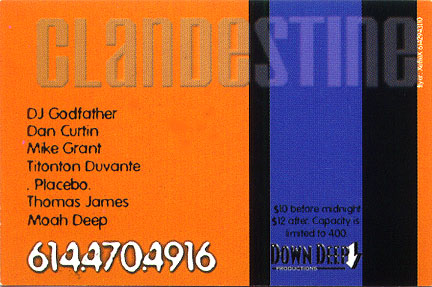 CLANDESTINE
DJ Godfather
Dan Curtin
Mike Grant
Titonton Duvante
. Placebo.
Thomas James
Moah Deep
614.470.4916
$10 before midnight
$12 after. Capacity is
limited to 400
DOWN DEEP
PRODUCTIONS